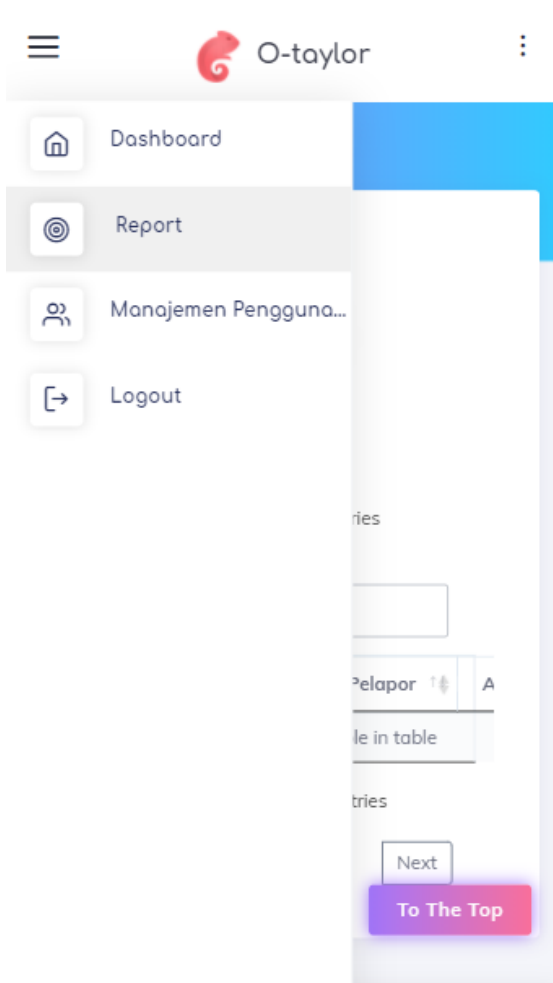 O-taylor
Dashboard
Report
Manajemen Pengguna...
Logout
ries
Pelapor A
le in table
tries
Next
To The Top